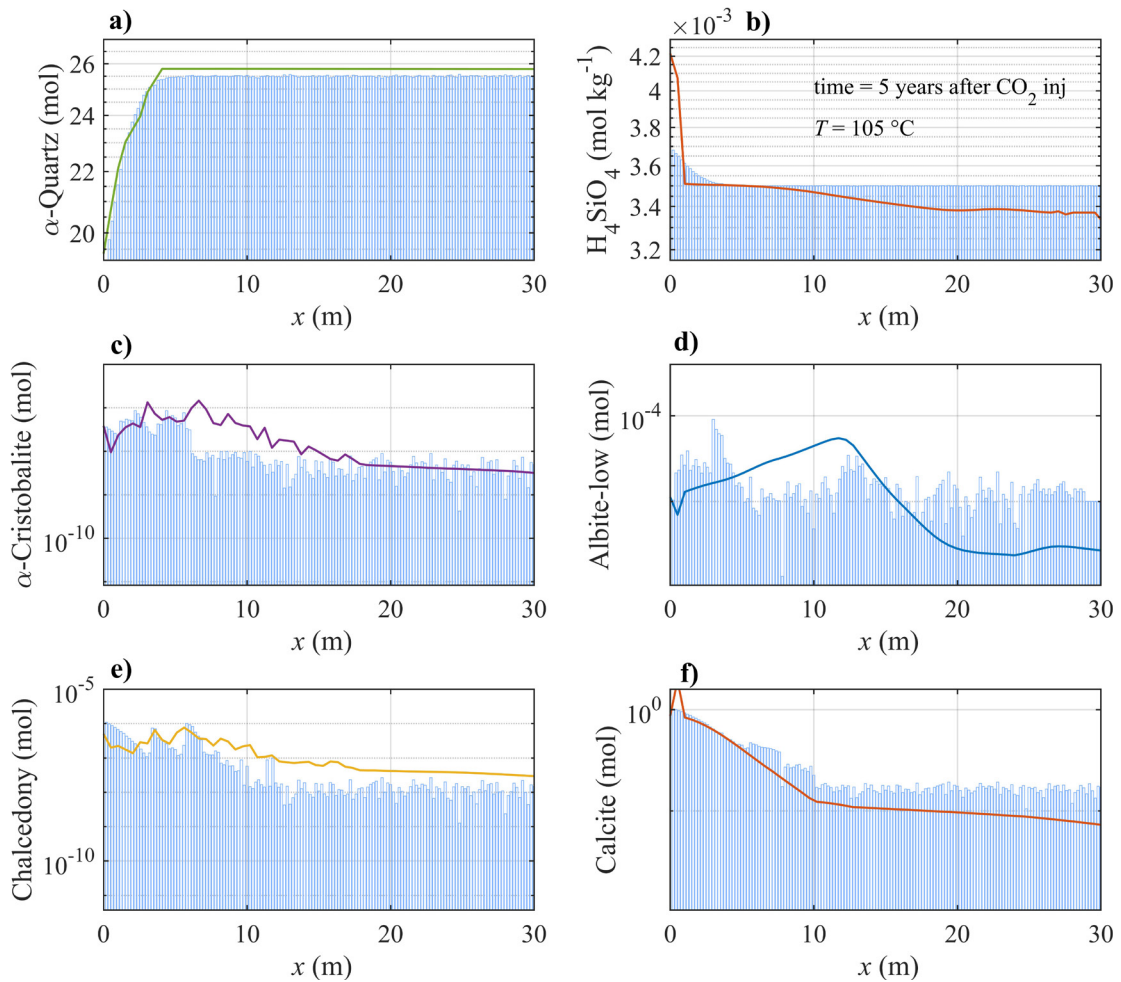 a)
26
24
22
20
α-Quartz (mol)
0 10 20 30
x (m)
b)
×10⁻³
4.2
4
3.8
3.6
3.4
3.2
H₄SiO₄ (mol kg⁻¹)
time = 5 years after CO₂ inj
T = 105 °C
0 10 20 30
x (m)
c)
10⁻¹⁰
α-Cristobalite (mol)
0 10 20 30
x (m)
d)
10⁻⁴
Albite-low (mol)
0 10 20 30
x (m)
e)
10⁻⁵
10⁻¹⁰
Chalcedony (mol)
0 10 20 30
x (m)
f)
10⁰
Calcite (mol)
0 10 20 30
x (m)